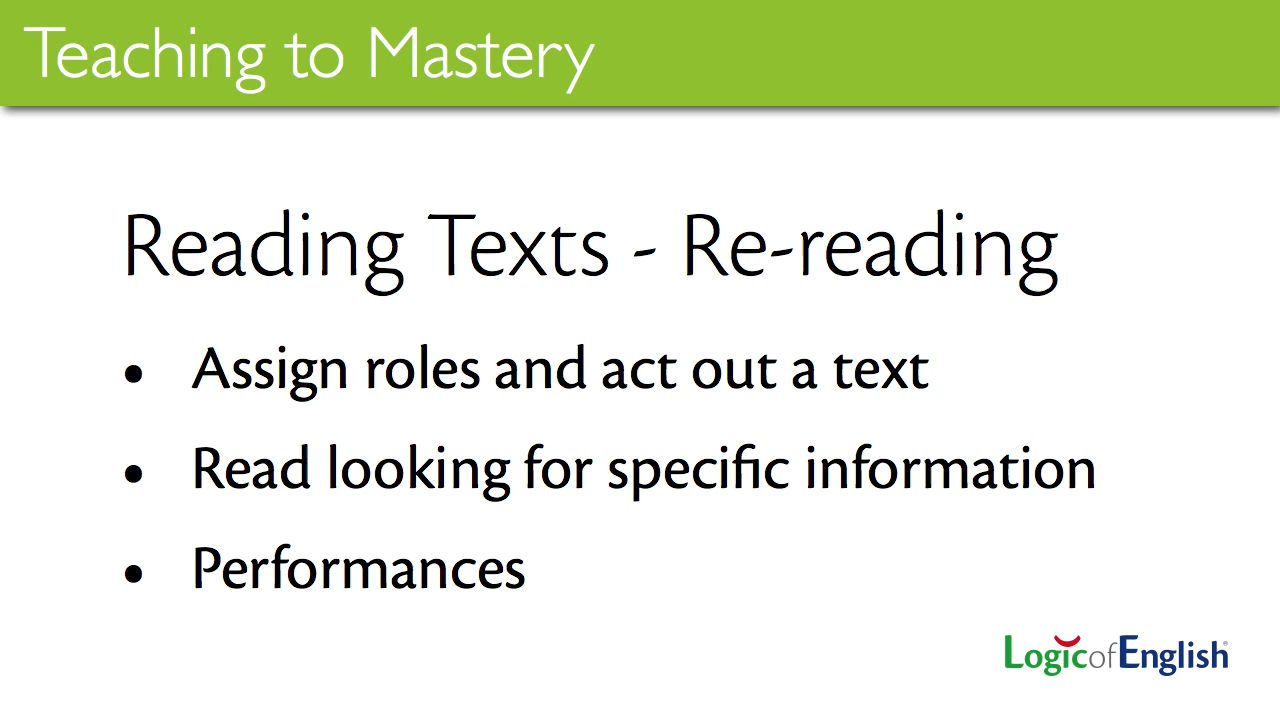 Teaching to Mastery
Reading Texts - Re-reading
• Assign roles and act out a text
• Read looking for specific information
• Performances
LogicofEnglish®